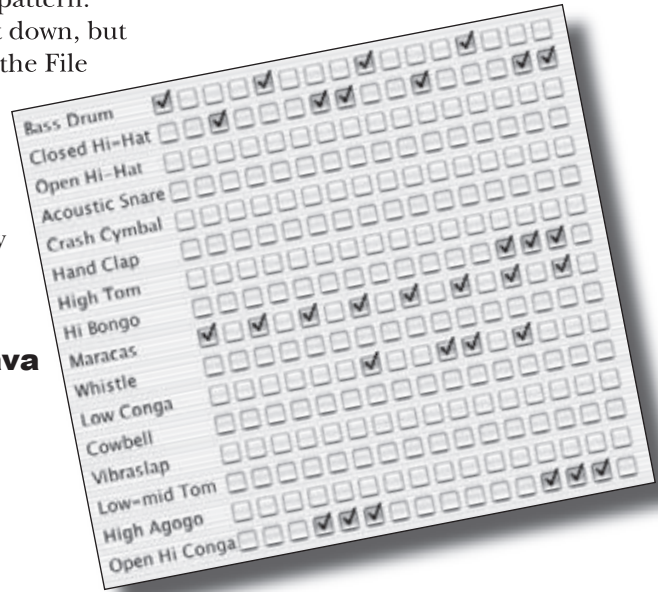 pattern.
down, but
the File
Bass Drum
Closed Hi-Hat
Open Hi-Hat
Acoustic Snare
Crash Cymbal
Hand Clap
High Tom
Hi Bongo
Maracas
Whistle
Low Conga
Cowbell
Vibraslap
Low-mid Tom
High Agogo
Open Hi Conga